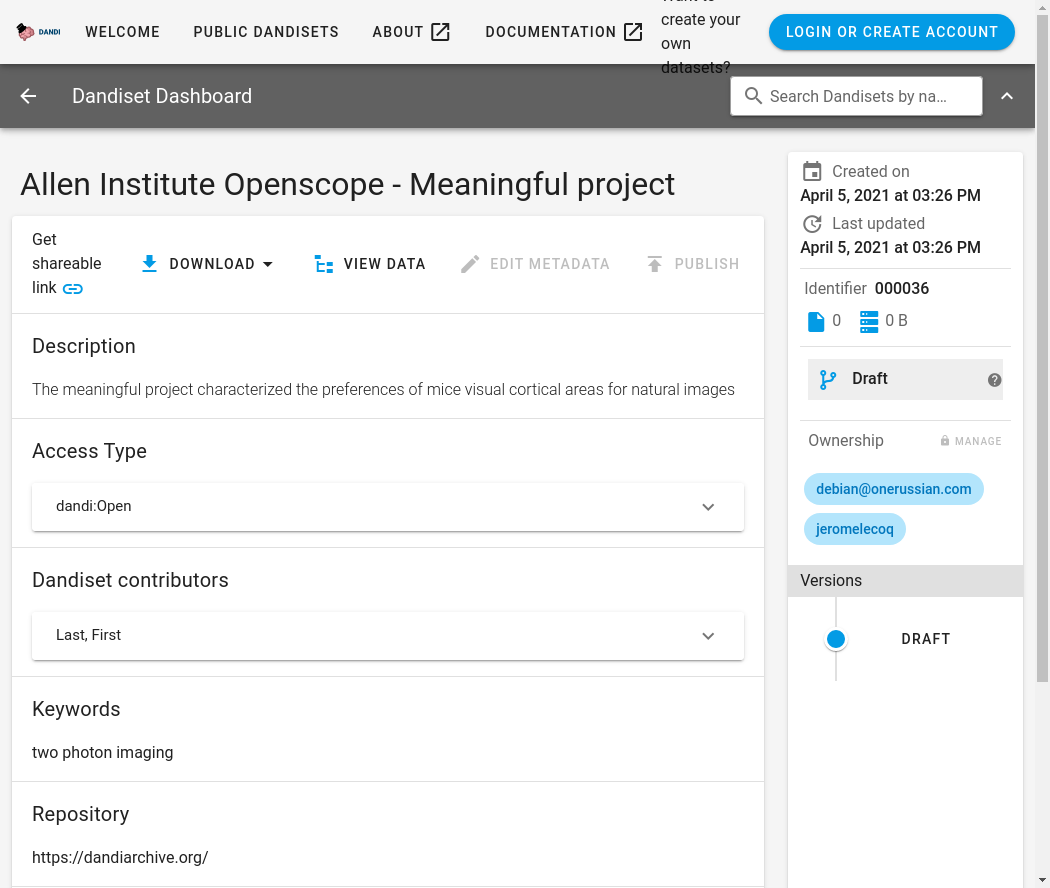 DANDI
WELCOME
PUBLIC DANDISETS
ABOUT
DOCUMENTATION
create your
own
datasets?
LOGIN OR CREATE ACCOUNT
Dandiset Dashboard
Search Dandisets by na…
Allen Institute Openscope - Meaningful project
Get
shareable
link
DOWNLOAD
VIEW DATA
EDIT METADATA
PUBLISH
Description
The meaningful project characterized the preferences of mice visual cortical areas for natural images
Access Type
dandi:Open
Dandiset contributors
Last, First
Keywords
two photon imaging
Repository
https://dandiarchive.org/
Created on
April 5, 2021 at 03:26 PM
Last updated
April 5, 2021 at 03:26 PM
Identifier 000036
0
0 B
Draft
Ownership
MANAGE
debian@onerussian.com
jeromelecoq
Versions
DRAFT